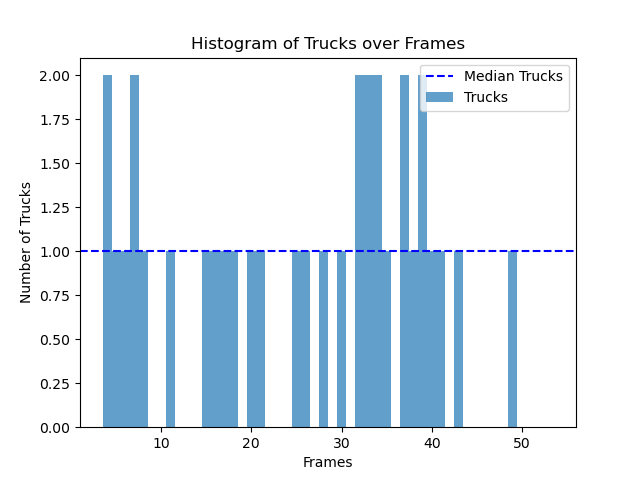 Histogram of Trucks over Frames
Median Trucks
Trucks
2.00
1.75
1.50
1.25
1.00
0.75
0.50
0.25
0.00
Number of Trucks
10 20 30 40 50
Frames